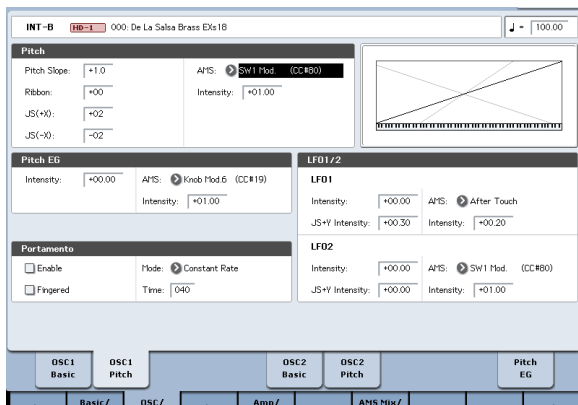 INT-B HD-1 000: De La Salsa Brass EXs18 ♩= 100.00
Pitch
Pitch Slope: +1.0 AMS: SW1 Mod. (CC#80)
Ribbon: +00 Intensity: +01.00
JS(+X): +02
JS(-X): -02
Pitch EG
Intensity: +00.00 AMS: Knob Mod.6 (CC#19)
Intensity: +01.00
LFO1/2
LFO1
Intensity: +00.00 AMS: After Touch
JS+Y Intensity: +00.30 Intensity: +00.20
Portamento
Enable Mode: Constant Rate
Fingered Time: 040
LFO2
Intensity: +00.00 AMS: SW1 Mod. (CC#80)
JS+Y Intensity: +00.00 Intensity: +01.00
OSC1 Basic
OSC1 Pitch
OSC2 Basic
OSC2 Pitch
Pitch EG
Basic/ OSC/ Amp/ AMS Mix/